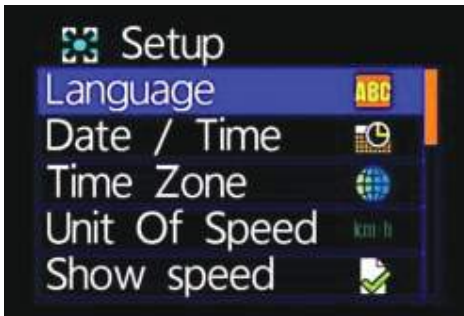 Setup
Language ABC
Date / Time
Time Zone
Unit Of Speed km h
Show speed